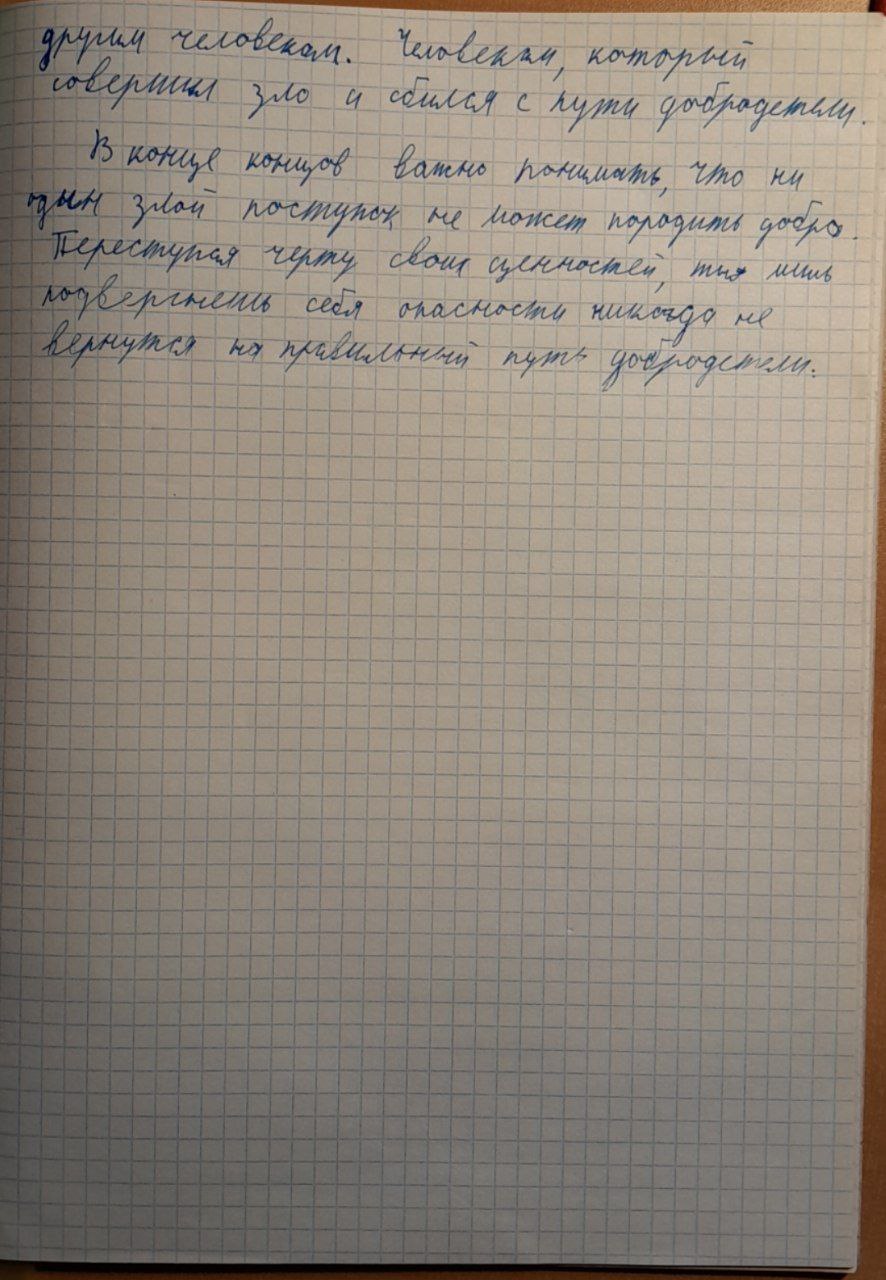 другим человеком. Человеком, который
совершил зло и сбился с пути добродетели.
В конце концов важно понимать, что ни
один злой поступок не может породить добро.
Переступая черту своих ценностей, ты лишь
подвергнешь себя опасности никогда не
вернутся на правильный путь добродетели.